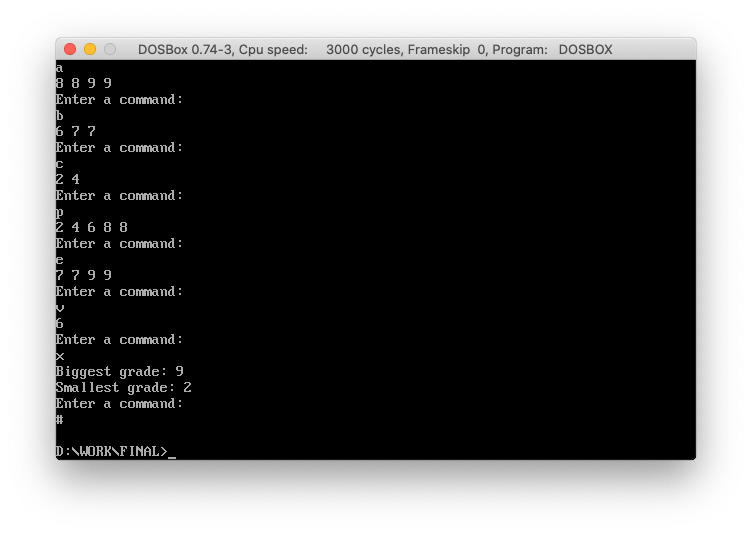 DOSBox 0.74-3, Cpu speed: 3000 cycles, Frameskip 0, Program: DOSBOX
a
8 8 9 9
Enter a command:
b
6 7 7
Enter a command:
c
2 4
Enter a command:
p
2 4 6 8 8
Enter a command:
e
7 7 9 9
Enter a command:
v
6
Enter a command:
x
Biggest grade: 9
Smallest grade: 2
Enter a command:
#
D:\WORK\FINAL>_